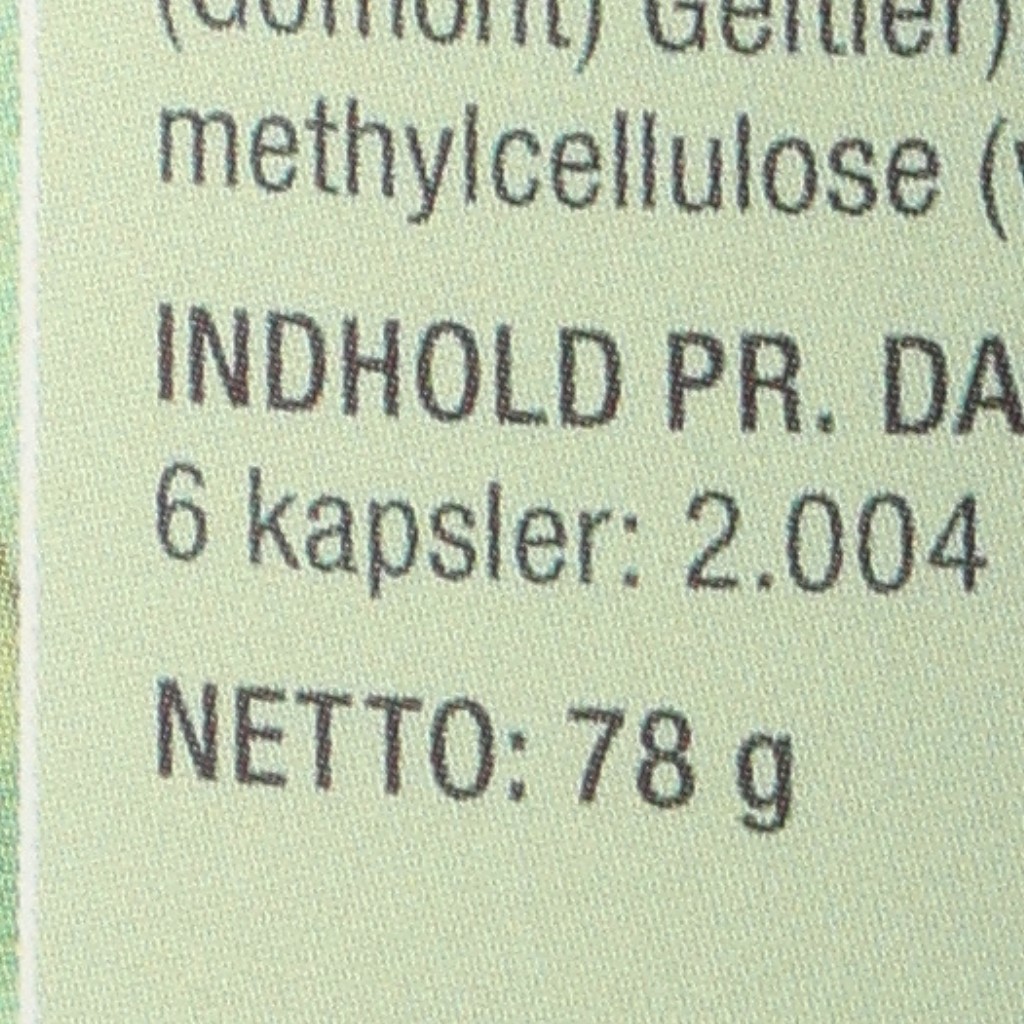 methylcellulose (
INDHOLD PR. DA
6 kapsler: 2.004
NETTO: 78 g